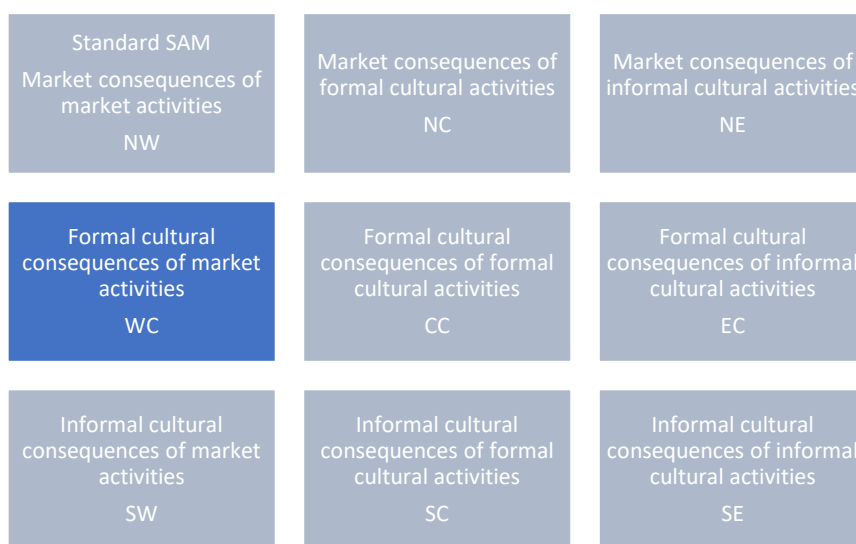 Standard SAM
Market consequences of
market activities
NW
Market consequences of
formal cultural activities
NC
Market consequences of
informal cultural activities
NE
Formal cultural
consequences of market
activities
WC
Formal cultural
consequences of formal
cultural activities
CC
Formal cultural
consequences of informal
cultural activities
EC
Informal cultural
consequences of market
activities
SW
Informal cultural
consequences of formal
cultural activities
SC
Informal cultural
consequences of informal
cultural activities
SE